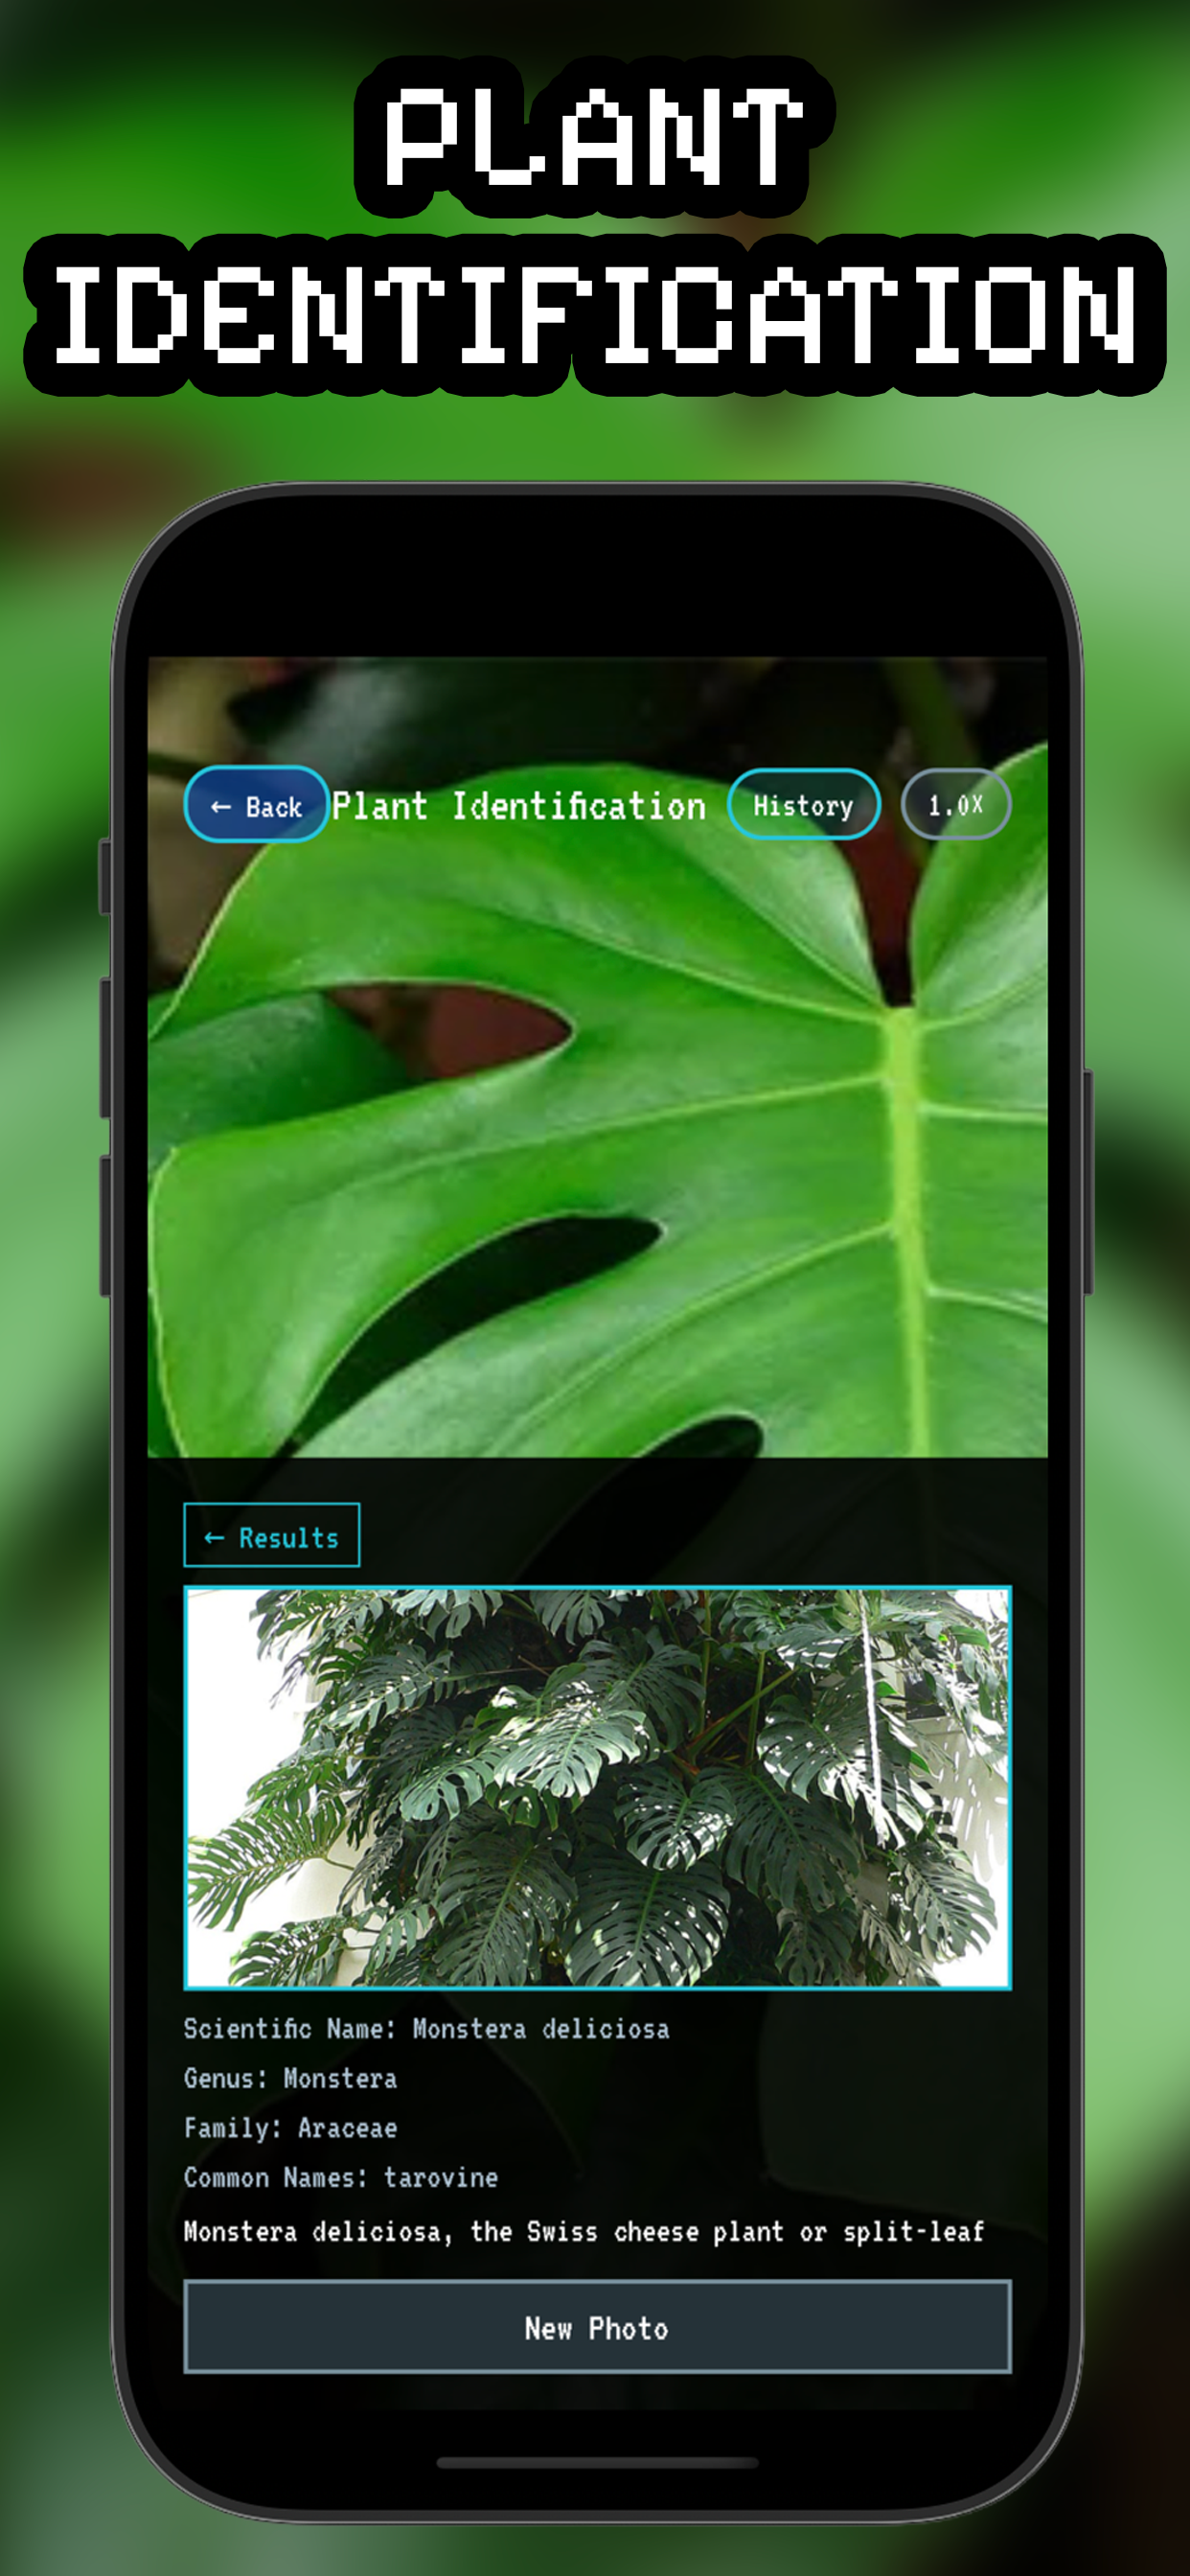 PLANT
IDENTIFICATION
← Back Plant Identification History 1.0X
← Results
Scientific Name: Monstera deliciosa
Genus: Monstera
Family: Araceae
Common Names: tarovine
Monstera deliciosa, the Swiss cheese plant or split-leaf
New Photo